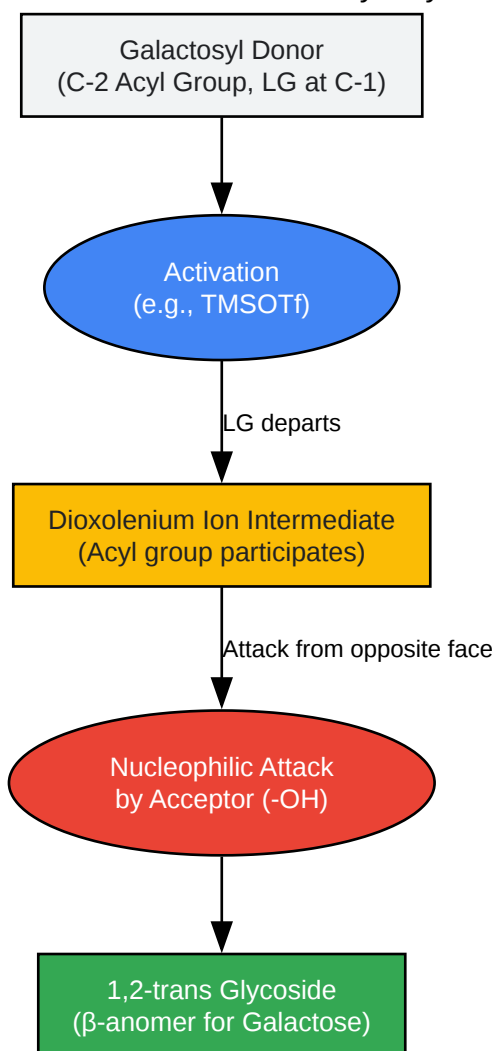 Galactosyl Donor
(C-2 Acyl Group, LG at C-1)
Activation
(e.g., TMSOTf)
LG departs
Dioxolenium Ion Intermediate
(Acyl group participates)
Attack from opposite face
Nucleophilic Attack
by Acceptor (-OH)
1,2-trans Glycoside
(β-anomer for Galactose)